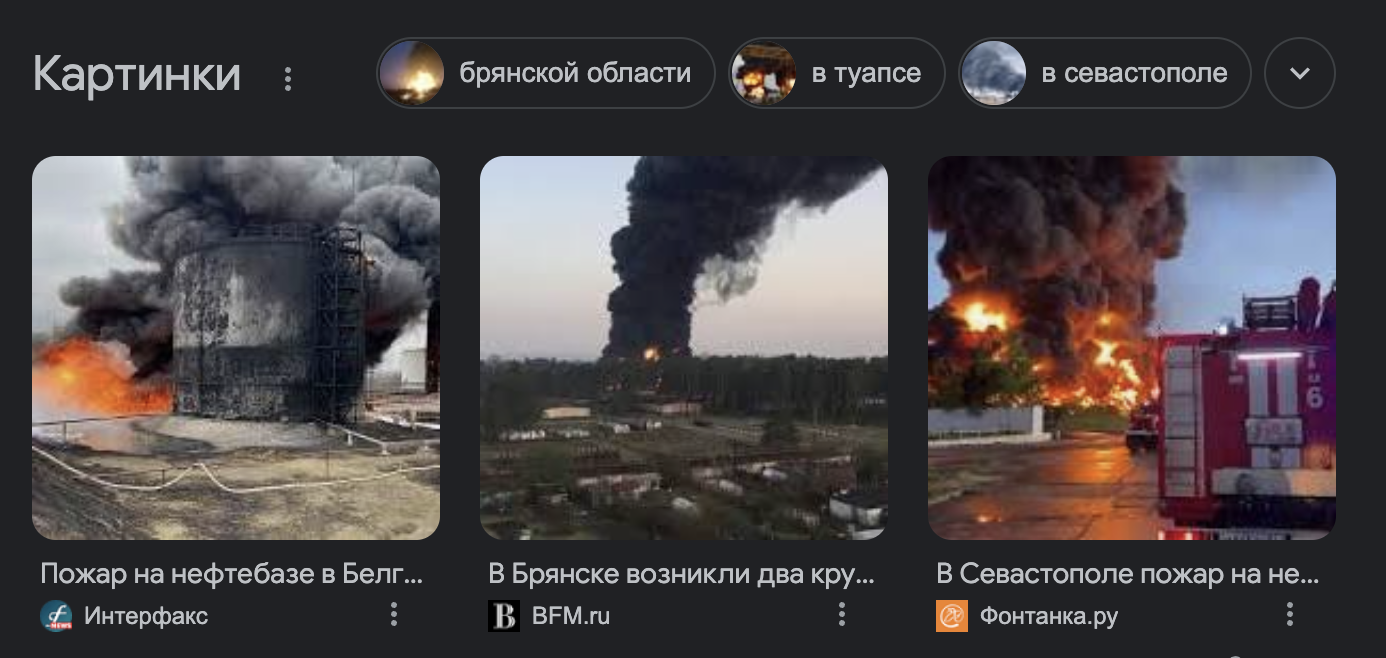 Картинки
брянской области
в туапсе
в севастополе
Пожар на нефтебазе в Белг...
Интерфакс
В Брянске возникли два кру...
BFM.ru
В Севастополе пожар на не...
Фонтанка.ру